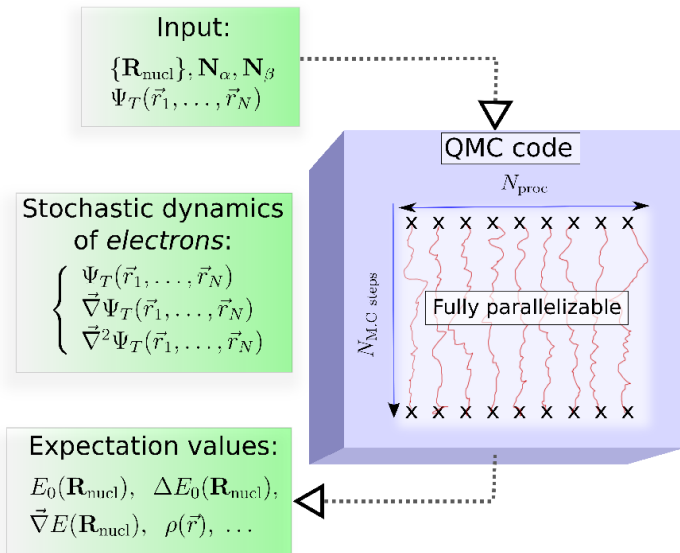 Input:
{R_nucl}, N_α, N_β
Ψ_T(r⃗_1, . . . , r⃗_N)
QMC code
N_proc
x x x x x x x x x
Fully parallelizable
N_M.C steps
x x x x x x x x x
Stochastic dynamics
of electrons:
Ψ_T(r⃗_1, . . . , r⃗_N)
∇⃗Ψ_T(r⃗_1, . . . , r⃗_N)
∇⃗²Ψ_T(r⃗_1, . . . , r⃗_N)
Expectation values:
E_0(R_nucl), ΔE_0(R_nucl),
∇⃗E(R_nucl), ρ(r⃗), . . .